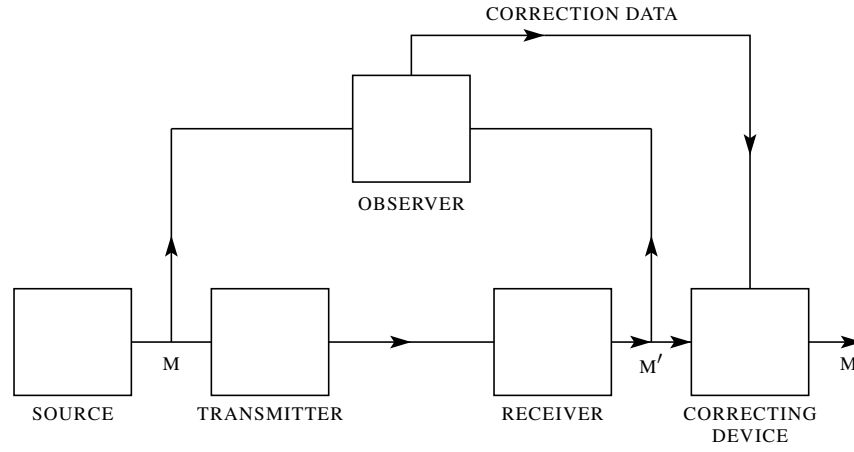 CORRECTION DATA
OBSERVER
M
M′
M
SOURCE
TRANSMITTER
RECEIVER
CORRECTING
DEVICE